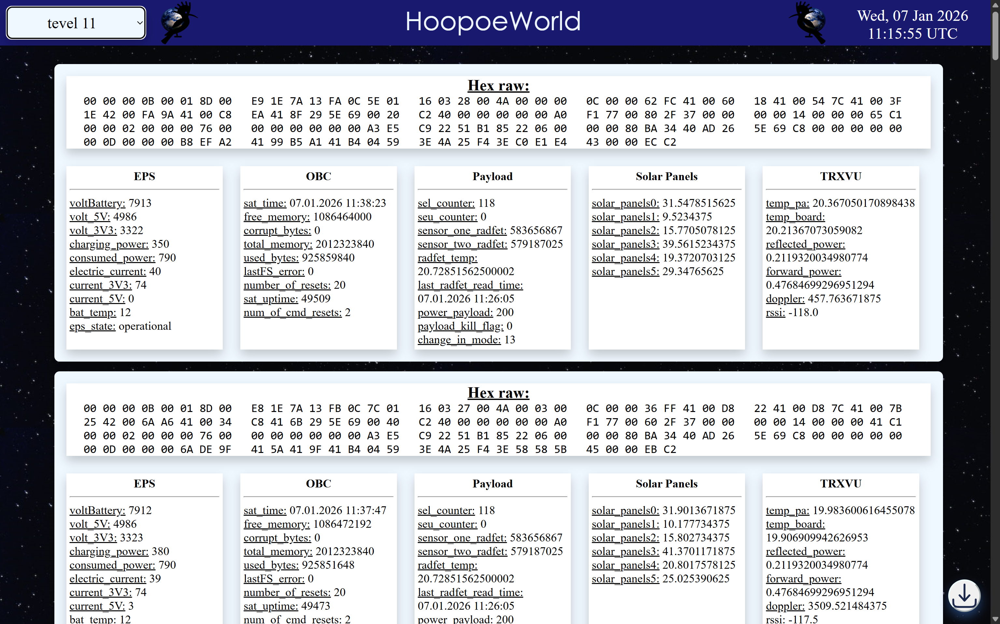 tevel 11
HoopoeWorld
Wed, 07 Jan 2026
11:15:55 UTC
Hex raw:
00 00 00 0B 00 01 8D 00 E9 1E 7A 13 FA 0C 5E 01 16 03 28 00 4A 00 00 00 0C 00 00 62 FC 41 00 60 18 41 00 54 7C 41 00 3F
1E 42 00 FA 9A 41 00 C8 EA 41 8F 29 5E 69 00 20 C2 40 00 00 00 00 00 A0 F1 77 00 80 2F 37 00 00 00 00 14 00 00 00 65 C1
00 00 02 00 00 00 76 00 00 00 00 00 00 00 A3 E5 C9 22 51 B1 85 22 06 00 00 00 80 BA 34 40 AD 26 5E 69 C8 00 00 00 00 00
00 0D 00 00 00 B8 EF A2 41 99 B5 A1 41 B4 04 59 3E 4A 25 F4 3E C0 E1 E4 43 00 00 EC C2
EPS
voltBattery: 7913
volt_5V: 4986
volt_3V3: 3322
charging_power: 350
consumed_power: 790
electric_current: 40
current_3V3: 74
current_5V: 0
bat_temp: 12
eps_state: operational
OBC
sat_time: 07.01.2026 11:38:23
free_memory: 1086464000
corrupt_bytes: 0
total_memory: 2012323840
used_bytes: 925859840
lastFS_error: 0
number_of_resets: 20
sat_uptime: 49509
num_of_cmd_resets: 2
Payload
sel_counter: 118
seu_counter: 0
sensor_one_radfet: 583656867
sensor_two_radfet: 579187025
radfet_temp:
20.72851562500002
last_radfet_read_time:
07.01.2026 11:26:05
power_payload: 200
payload_kill_flag: 0
change_in_mode: 13
Solar Panels
solar_panels0: 31.5478515625
solar_panels1: 9.5234375
solar_panels2: 15.7705078125
solar_panels3: 39.5615234375
solar_panels4: 19.3720703125
solar_panels5: 29.34765625
TRXVU
temp_pa: 20.367050170898438
temp_board:
20.21367073059082
reflected_power:
0.2119320034980774
forward_power:
0.47684699296951294
doppler: 457.763671875
rssi: -118.0
Hex raw:
00 00 00 0B 00 01 8D 00 E8 1E 7A 13 FB 0C 7C 01 16 03 27 00 4A 00 03 00 0C 00 00 36 FF 41 00 D8 22 41 00 D8 7C 41 00 7B
25 42 00 6A A6 41 00 34 C8 41 6B 29 5E 69 00 40 C2 40 00 00 00 00 00 A0 F1 77 00 60 2F 37 00 00 00 00 14 00 00 00 41 C1
00 00 02 00 00 00 76 00 00 00 00 00 00 00 A3 E5 C9 22 51 B1 85 22 06 00 00 00 80 BA 34 40 AD 26 5E 69 C8 00 00 00 00 00
00 0D 00 00 00 6A DE 9F 41 5A 41 9F 41 B4 04 59 3E 4A 25 F4 3E 58 58 5B 45 00 00 EB C2
EPS
voltBattery: 7912
volt_5V: 4986
volt_3V3: 3323
charging_power: 380
consumed_power: 790
electric_current: 39
current_3V3: 74
current_5V: 3
bat_temp: 12
OBC
sat_time: 07.01.2026 11:37:47
free_memory: 1086472192
corrupt_bytes: 0
total_memory: 2012323840
used_bytes: 925851648
lastFS_error: 0
number_of_resets: 20
sat_uptime: 49473
num_of_cmd_resets: 2
Payload
sel_counter: 118
seu_counter: 0
sensor_one_radfet: 583656867
sensor_two_radfet: 579187025
radfet_temp:
20.72851562500002
last_radfet_read_time:
07.01.2026 11:26:05
power_payload: 200
Solar Panels
solar_panels0: 31.9013671875
solar_panels1: 10.177734375
solar_panels2: 15.802734375
solar_panels3: 41.3701171875
solar_panels4: 20.8017578125
solar_panels5: 25.025390625
TRXVU
temp_pa: 19.983600616455078
temp_board:
19.906909942626953
reflected_power:
0.2119320034980774
forward_power:
0.47684699296951294
doppler: 3509.521484375
rssi: -117.5